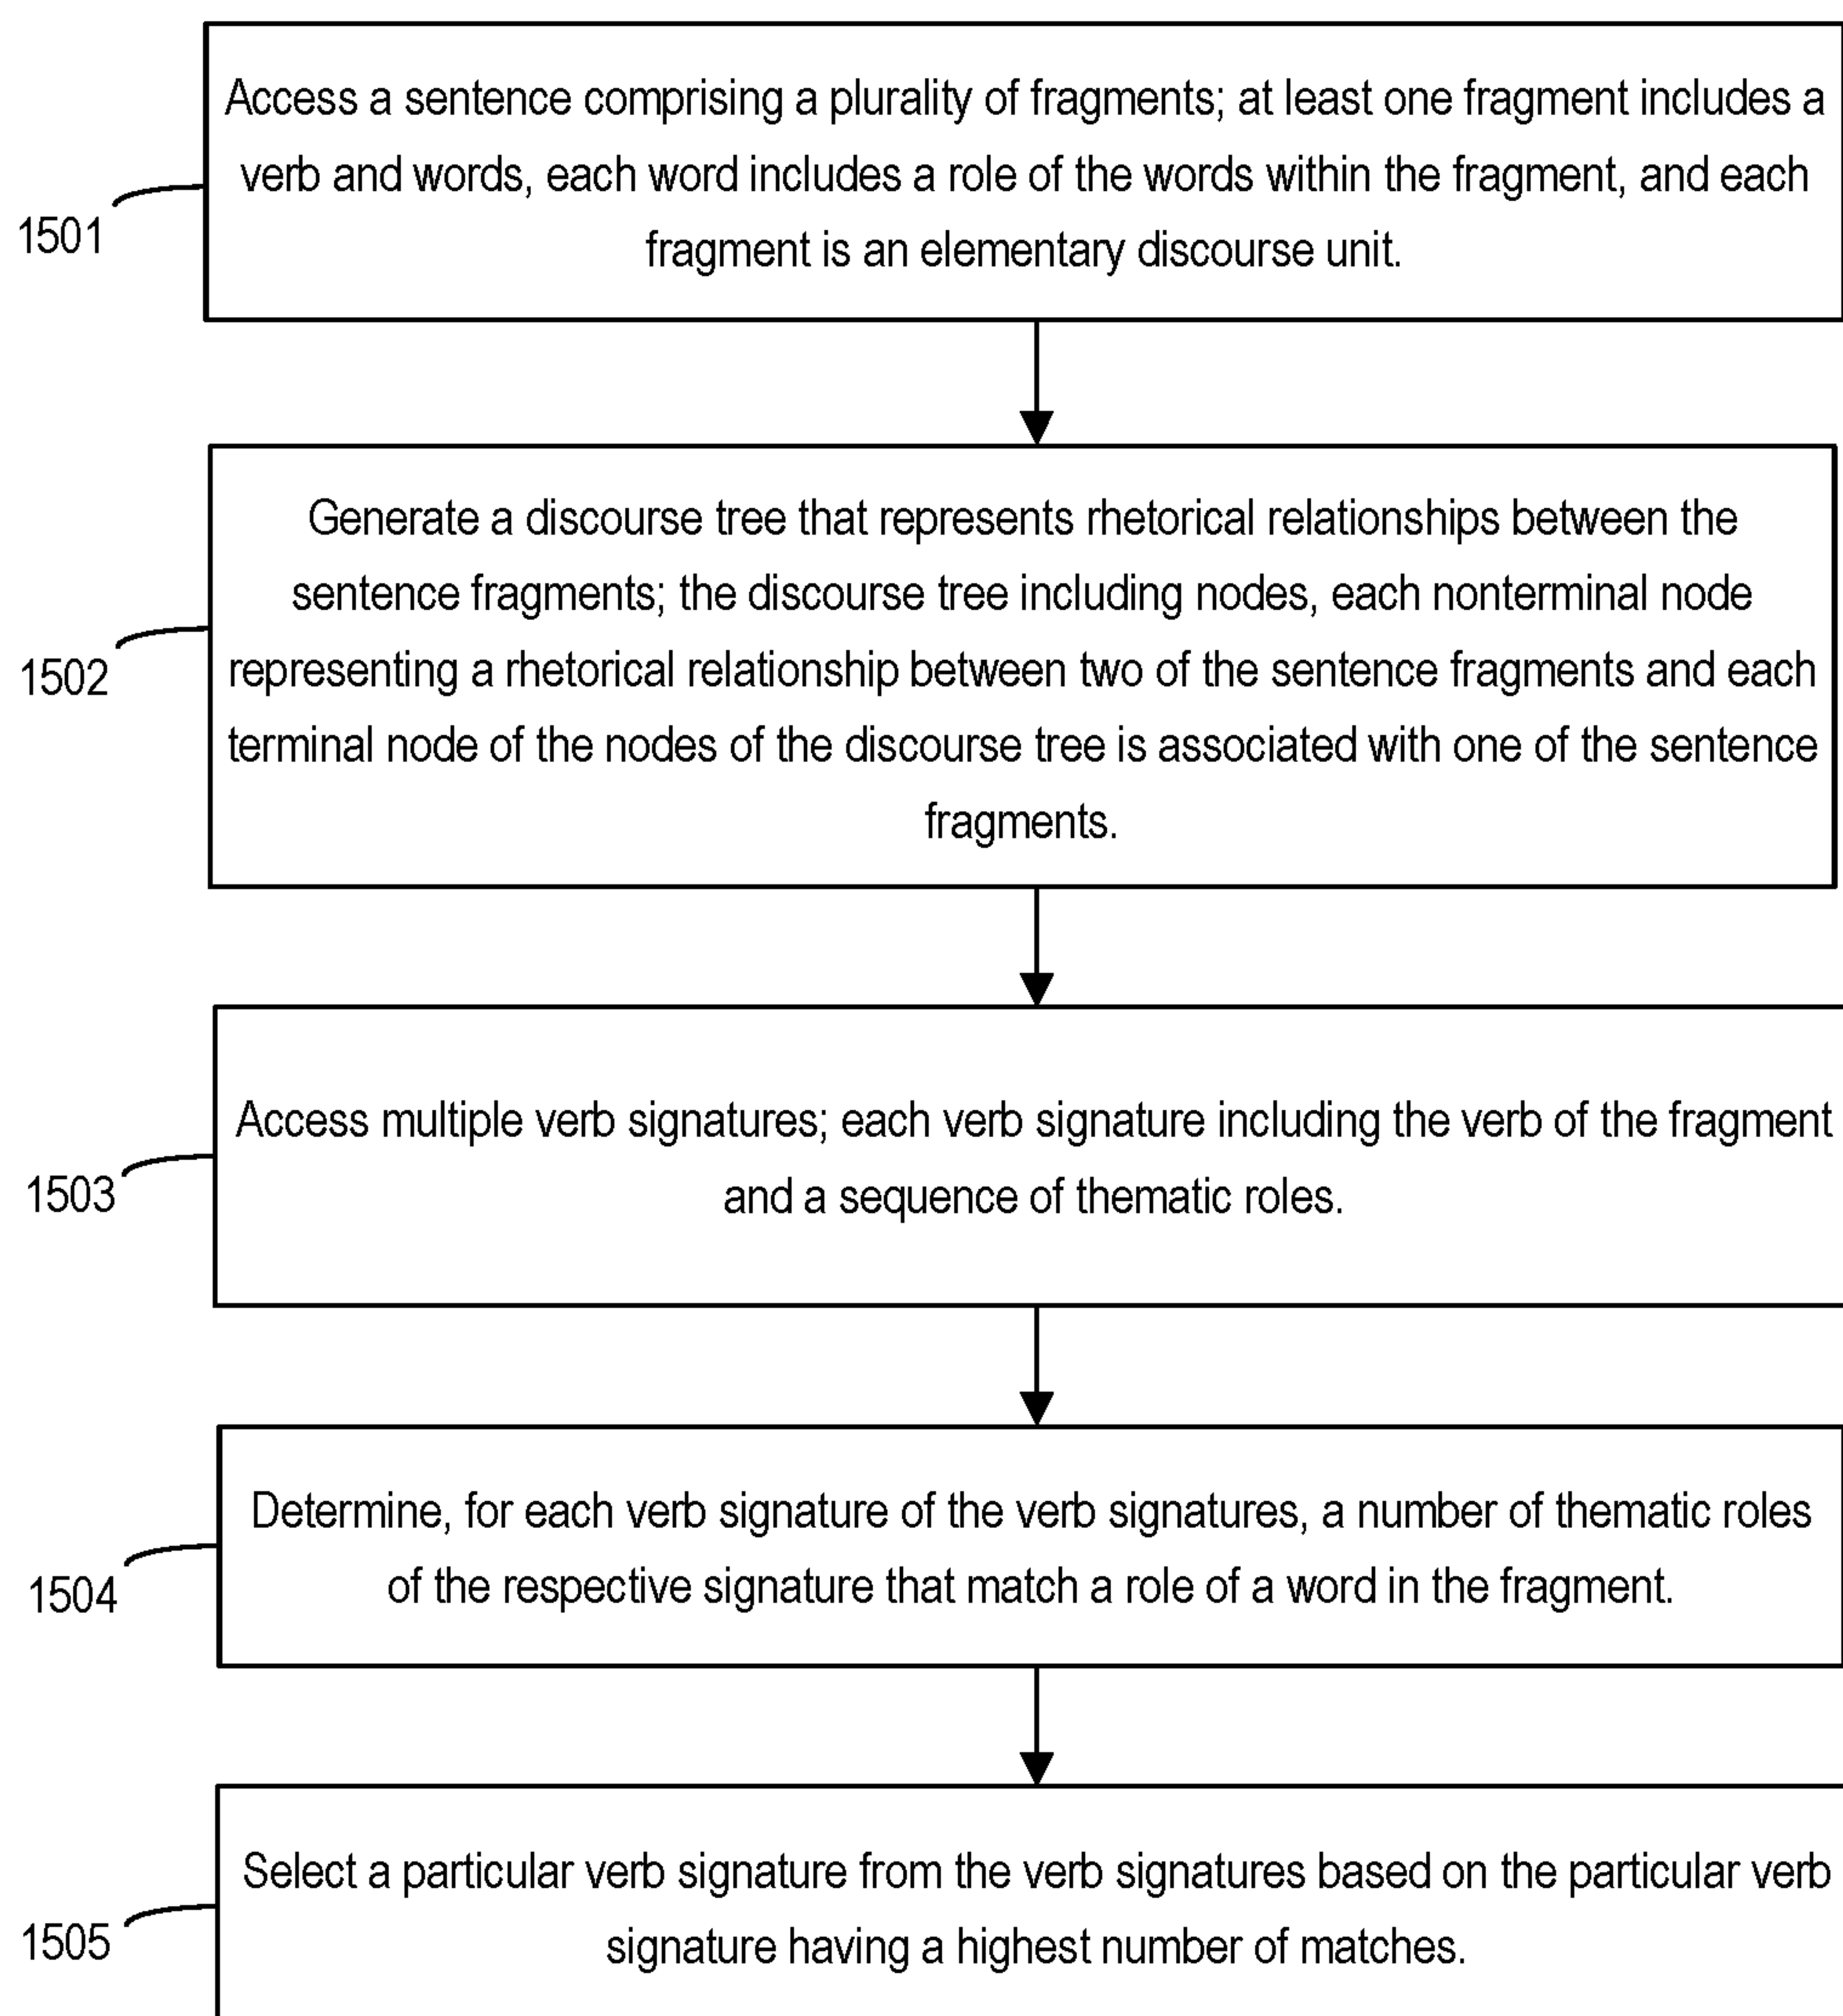 Access a sentence comprising a plurality of fragments; at least one fragment includes a
verb and words, each word includes a role of the words within the fragment, and each
fragment is an elementary discourse unit.
1501
Generate a discourse tree that represents rhetorical relationships between the
sentence fragments; the discourse tree including nodes, each nonterminal node
representing a rhetorical relationship between two of the sentence fragments and each
terminal node of the nodes of the discourse tree is associated with one of the sentence
fragments.
1502
Access multiple verb signatures; each verb signature including the verb of the fragment
and a sequence of thematic roles.
1503
Determine, for each verb signature of the verb signatures, a number of thematic roles
of the respective signature that match a role of a word in the fragment.
1504
Select a particular verb signature from the verb signatures based on the particular verb
signature having a highest number of matches.
1505